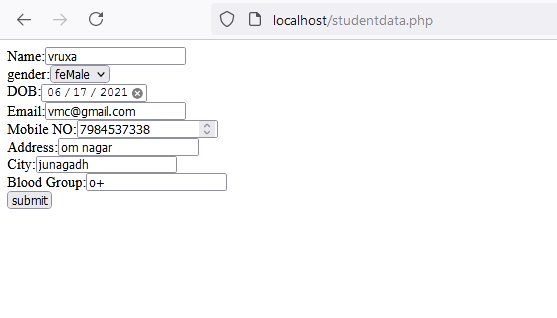 localhost/studentdata.php
Name:vruxa
gender:feMale
DOB: 06 / 17 / 2021
Email:vmc@gmail.com
Mobile NO:7984537338
Address:om nagar
City:junagadh
Blood Group:o+
submit